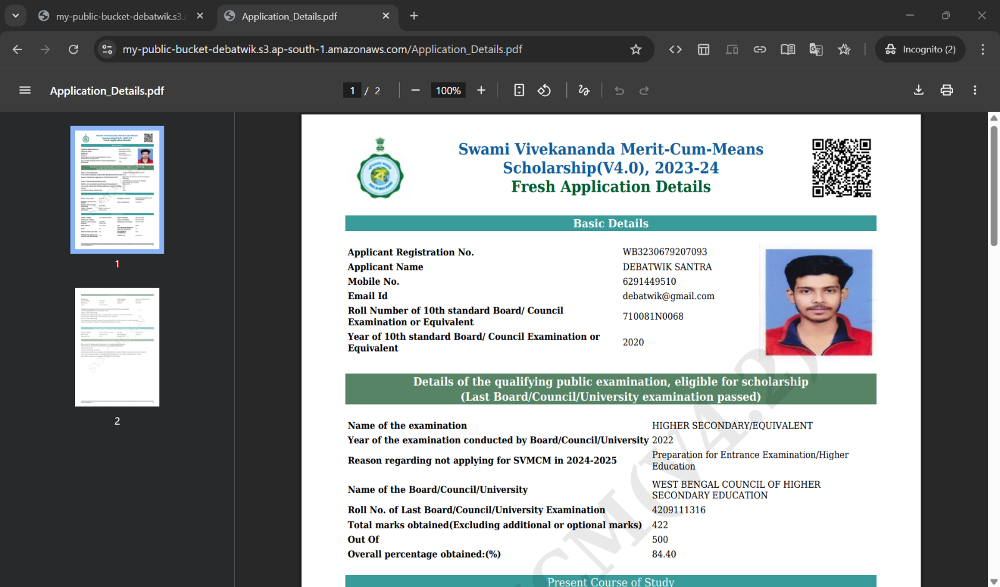 my-public-bucket-debatwik.s3.a
Application_Details.pdf
my-public-bucket-debatwik.s3.ap-south-1.amazonaws.com/Application_Details.pdf
Incognito (2)
Application_Details.pdf
1 / 2
100%
1
2
Swami Vivekananda Merit-Cum-Means
Scholarship(V4.0), 2023-24
Fresh Application Details
Basic Details
Applicant Registration No. WB3230679207093
Applicant Name DEBATWIK SANTRA
Mobile No. 6291449510
Email Id debatwik@gmail.com
Roll Number of 10th standard Board/ Council
Examination or Equivalent 710081N0068
Year of 10th standard Board/ Council Examination or
Equivalent 2020
Details of the qualifying public examination, eligible for scholarship
(Last Board/Council/University examination passed)
Name of the examination HIGHER SECONDARY/EQUIVALENT
Year of the examination conducted by Board/Council/University 2022
Reason regarding not applying for SVMCM in 2024-2025 Preparation for Entrance Examination/Higher
Education
Name of the Board/Council/University WEST BENGAL COUNCIL OF HIGHER
SECONDARY EDUCATION
Roll No. of Last Board/Council/University Examination 4209111316
Total marks obtained(Excluding additional or optional marks) 422
Out Of 500
Overall percentage obtained:(%) 84.40
Present Course of Study
CM(V4.2)